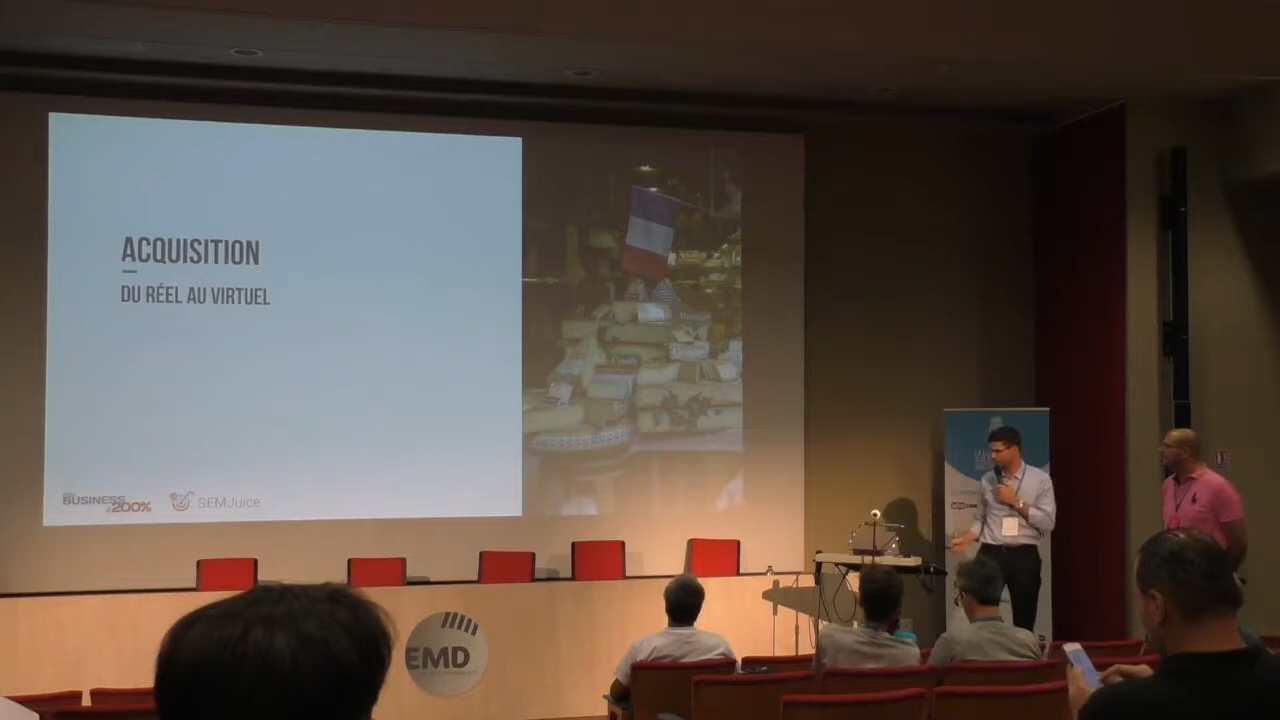 ACQUISITION
DU RÉEL AU VIRTUEL
BUSINESS
à 200%
SEMJuice
EMD